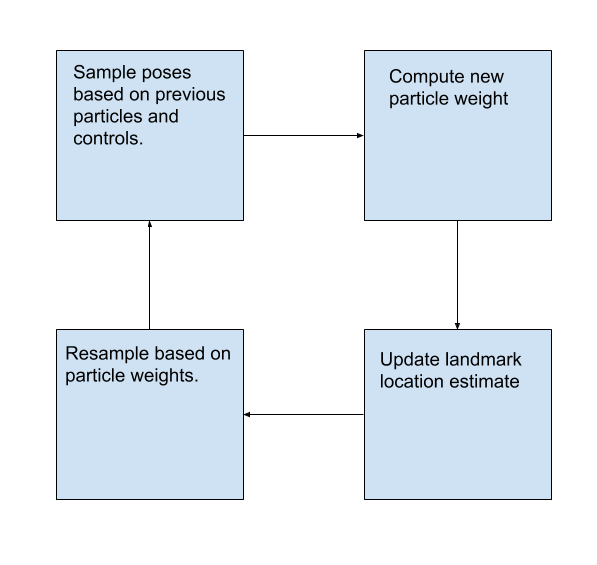 Sample poses
based on previous
particles and
controls.
Compute new
particle weight
Update landmark
location estimate
Resample based on
particle weights.